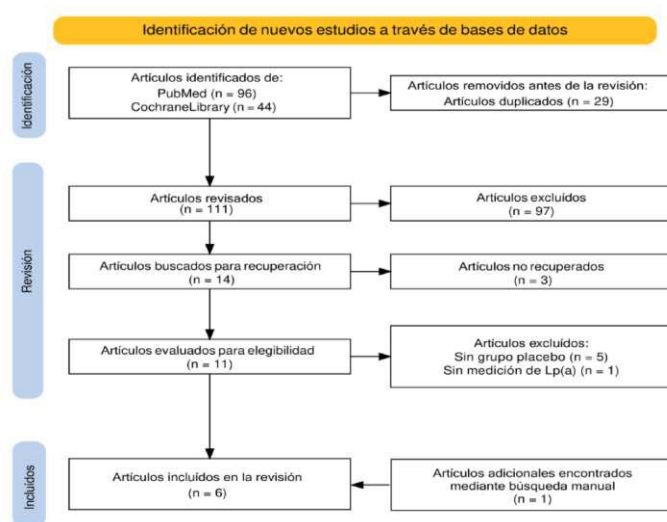 Identificación de nuevos estudios a través de bases de datos
Identificación
Artículos identificados de:
PubMed (n = 96)
CochraneLibrary (n = 44)
Artículos removidos antes de la revisión:
Artículos duplicados (n = 29)
Revisión
Artículos revisados
(n = 111)
Artículos excluídos
(n = 97)
Artículos buscados para recuperación
(n = 14)
Artículos no recuperados
(n = 3)
Artículos evaluados para elegibilidad
(n = 11)
Artículos excluídos:
Sin grupo placebo (n = 5)
Sin medición de Lp(a) (n = 1)
Incluidos
Artículos incluídos en la revisión
(n = 6)
Artículos adicionales encontrados
mediante búsqueda manual
(n = 1)